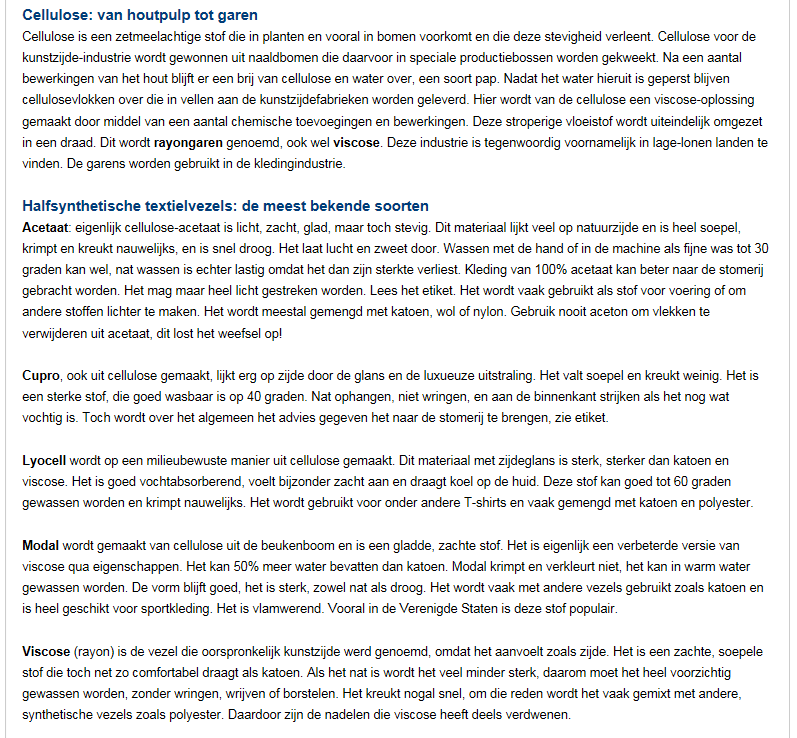 Cellulose: van houtpulp tot garen
Cellulose is een zetmeelachtige stof die in planten en vooral in bomen voorkomt en die deze stevigheid verleent. Cellulose voor de
kunstzijde-industrie wordt gewonnen uit naaldbomen die daarvoor in speciale productiebossen worden gekweekt. Na een aantal
bewerkingen van het hout blijft er een brij van cellulose en water over, een soort pap. Nadat het water hieruit is geperst blijven
cellulosevlokken over die in vellen aan de kunstzijdefabrieken worden geleverd. Hier wordt van de cellulose een viscose-oplossing
gemaakt door middel van een aantal chemische toevoegingen en bewerkingen. Deze stroperige vloeistof wordt uiteindelijk omgezet
in een draad. Dit wordt rayongaren genoemd, ook wel viscose. Deze industrie is tegenwoordig voornamelijk in lage-lonen landen te
vinden. De garens worden gebruikt in de kledingindustrie.
Halfsynthetische textielvezels: de meest bekende soorten
Acetaat: eigenlijk cellulose-acetaat is licht, zacht, glad, maar toch stevig. Dit materiaal lijkt veel op natuurzijde en is heel soepel,
krimpt en kreukt nauwelijks, en is snel droog. Het laat lucht en zweet door. Wassen met de hand of in de machine als fijne was tot 30
graden kan wel, nat wassen is echter lastig omdat het dan zijn sterkte verliest. Kleding van 100% acetaat kan beter naar de stomerij
gebracht worden. Het mag maar heel licht gestreken worden. Lees het etiket. Het wordt vaak gebruikt als stof voor voering of om
andere stoffen lichter te maken. Het wordt meestal gemengd met katoen, wol of nylon. Gebruik nooit aceton om vlekken te
verwijderen uit acetaat, dit lost het weefsel op!
Cupro, ook uit cellulose gemaakt, lijkt erg op zijde door de glans en de luxueuze uitstraling. Het valt soepel en kreukt weinig. Het is
een sterke stof, die goed wasbaar is op 40 graden. Nat ophangen, niet wringen, en aan de binnenkant strijken als het nog wat
vochtig is. Toch wordt over het algemeen het advies gegeven het naar de stomerij te brengen, zie etiket.
Lyocell wordt op een milieubewuste manier uit cellulose gemaakt. Dit materiaal met zijdeglans is sterk, sterker dan katoen en
viscose. Het is goed vochtabsorberend, voelt bijzonder zacht aan en draagt koel op de huid. Deze stof kan goed tot 60 graden
gewassen worden en krimpt nauwelijks. Het wordt gebruikt voor onder andere T-shirts en vaak gemengd met katoen en polyester.
Modal wordt gemaakt van cellulose uit de beukenboom en is een gladde, zachte stof. Het is eigenlijk een verbeterde versie van
viscose qua eigenschappen. Het kan 50% meer water bevatten dan katoen. Modal krimpt en verkleurt niet, het kan in warm water
gewassen worden. De vorm blijft goed, het is sterk, zowel nat als droog. Het wordt vaak met andere vezels gebruikt zoals katoen en
is heel geschikt voor sportkleding. Het is vlamwerend. Vooral in de Verenigde Staten is deze stof populair.
Viscose (rayon) is de vezel die oorspronkelijk kunstzijde werd genoemd, omdat het aanvoelt zoals zijde. Het is een zachte, soepele
stof die toch net zo comfortabel draagt als katoen. Als het nat is wordt het veel minder sterk, daarom moet het heel voorzichtig
gewassen worden, zonder wringen, wrijven of borstelen. Het kreukt nogal snel, om die reden wordt het vaak gemixt met andere,
synthetische vezels zoals polyester. Daardoor zijn de nadelen die viscose heeft deels verdwenen.